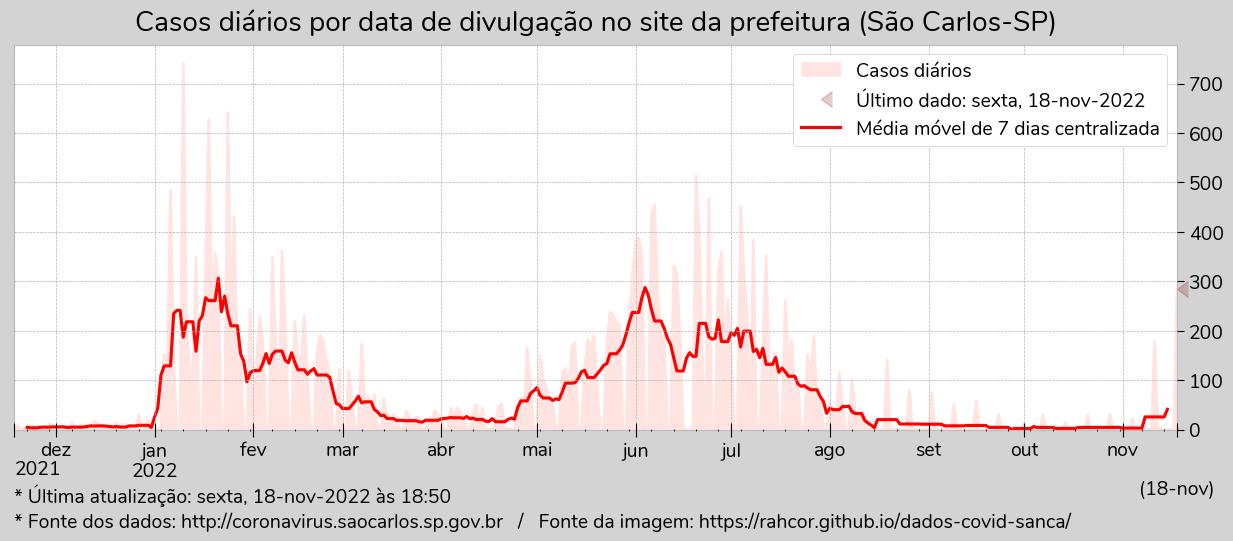 Casos diários por data de divulgação no site da prefeitura (São Carlos-SP)
Casos diários
Último dado: sexta, 18-nov-2022
Média móvel de 7 dias centralizada
700
600
500
400
300
200
100
0
dez jan fev mar abr mai jun jul ago set out nov
2021 2022
(18-nov)
* Última atualização: sexta, 18-nov-2022 às 18:50
* Fonte dos dados: http://coronavirus.saocarlos.sp.gov.br / Fonte da imagem: https://rahcor.github.io/dados-covid-sanca/